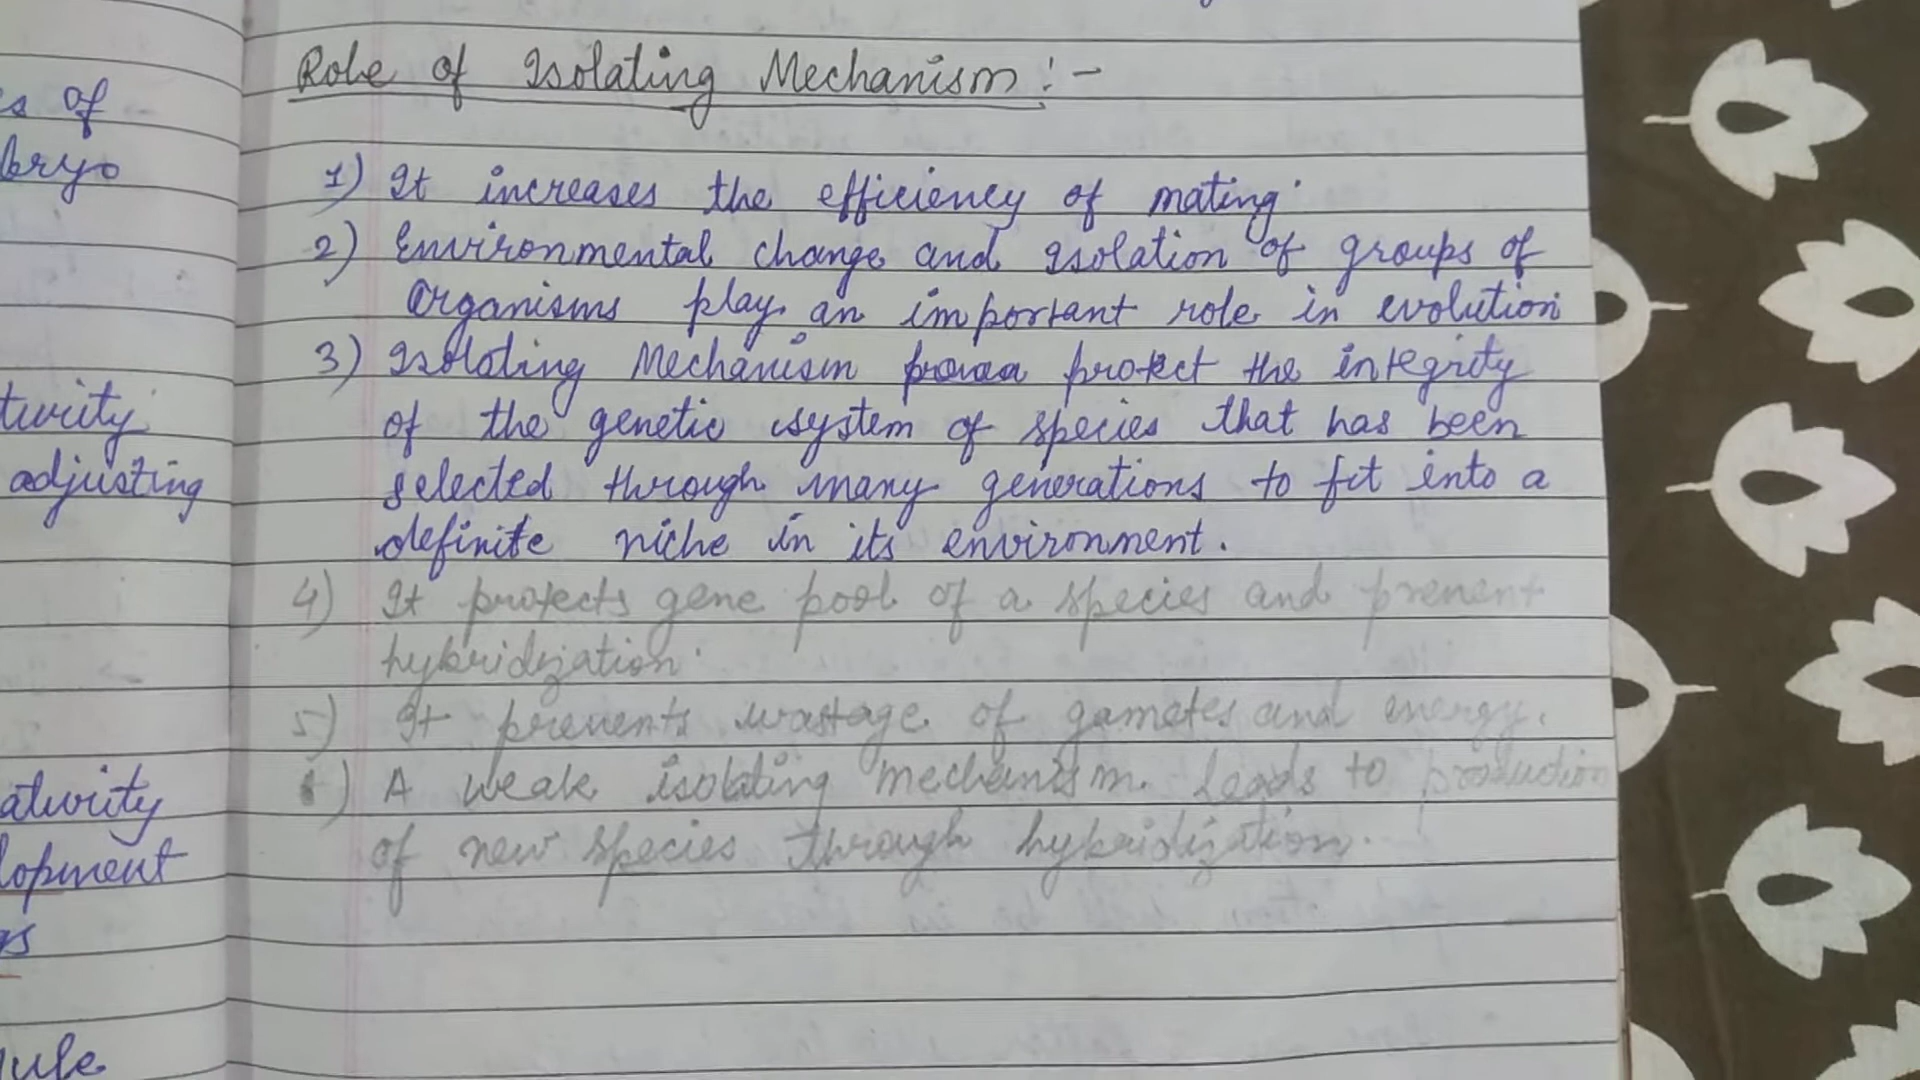 s of
bryo
turity
adjusting
aturity
lopment
gs
ule
Role of Isolating Mechanism :-
1) It increases the efficiency of mating.
2) Environmental change and isolation of groups of
organisms play an important role in evolution
3) Isolating Mechanism protect the integrity
of the genetic system of species that has been
selected through many generations to fit into a
definite niche in its environment.
4) It protects gene pool of a species and prevent
hybridization.
5) It prevents wastage of gametes and energy.
6) A weak isolating mechanism. leads to production
of new species through hybridization.